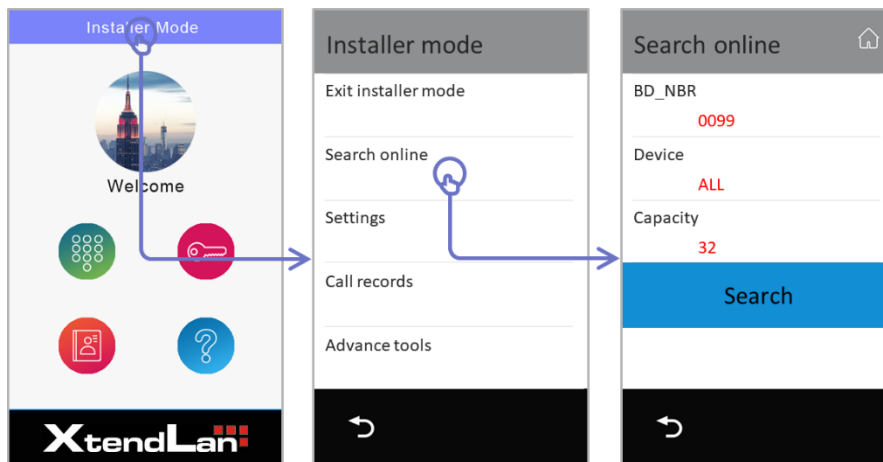 Installer Mode
Welcome
XtendLan
Installer mode
Exit installer mode
Search online
Settings
Call records
Advance tools
Search online
BD_NBR
0099
Device
ALL
Capacity
32
Search